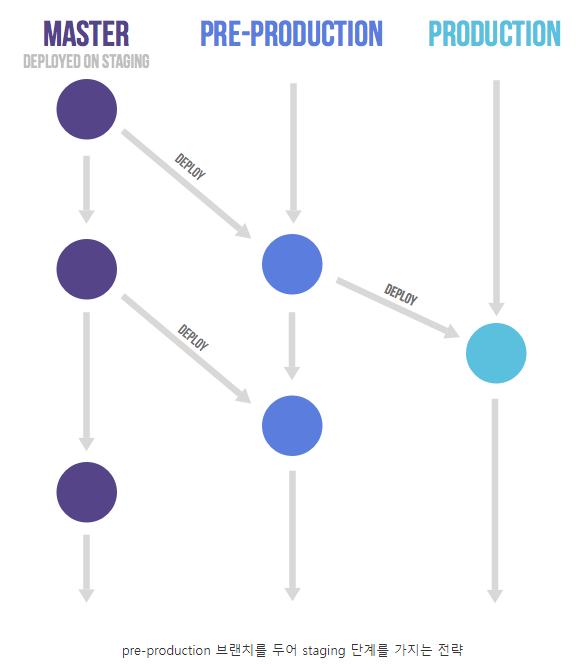 MASTER
DEPLOYED ON STAGING
PRE-PRODUCTION
PRODUCTION
DEPLOY
DEPLOY
DEPLOY
pre-production 브랜치를 두어 staging 단계를 가지는 전략